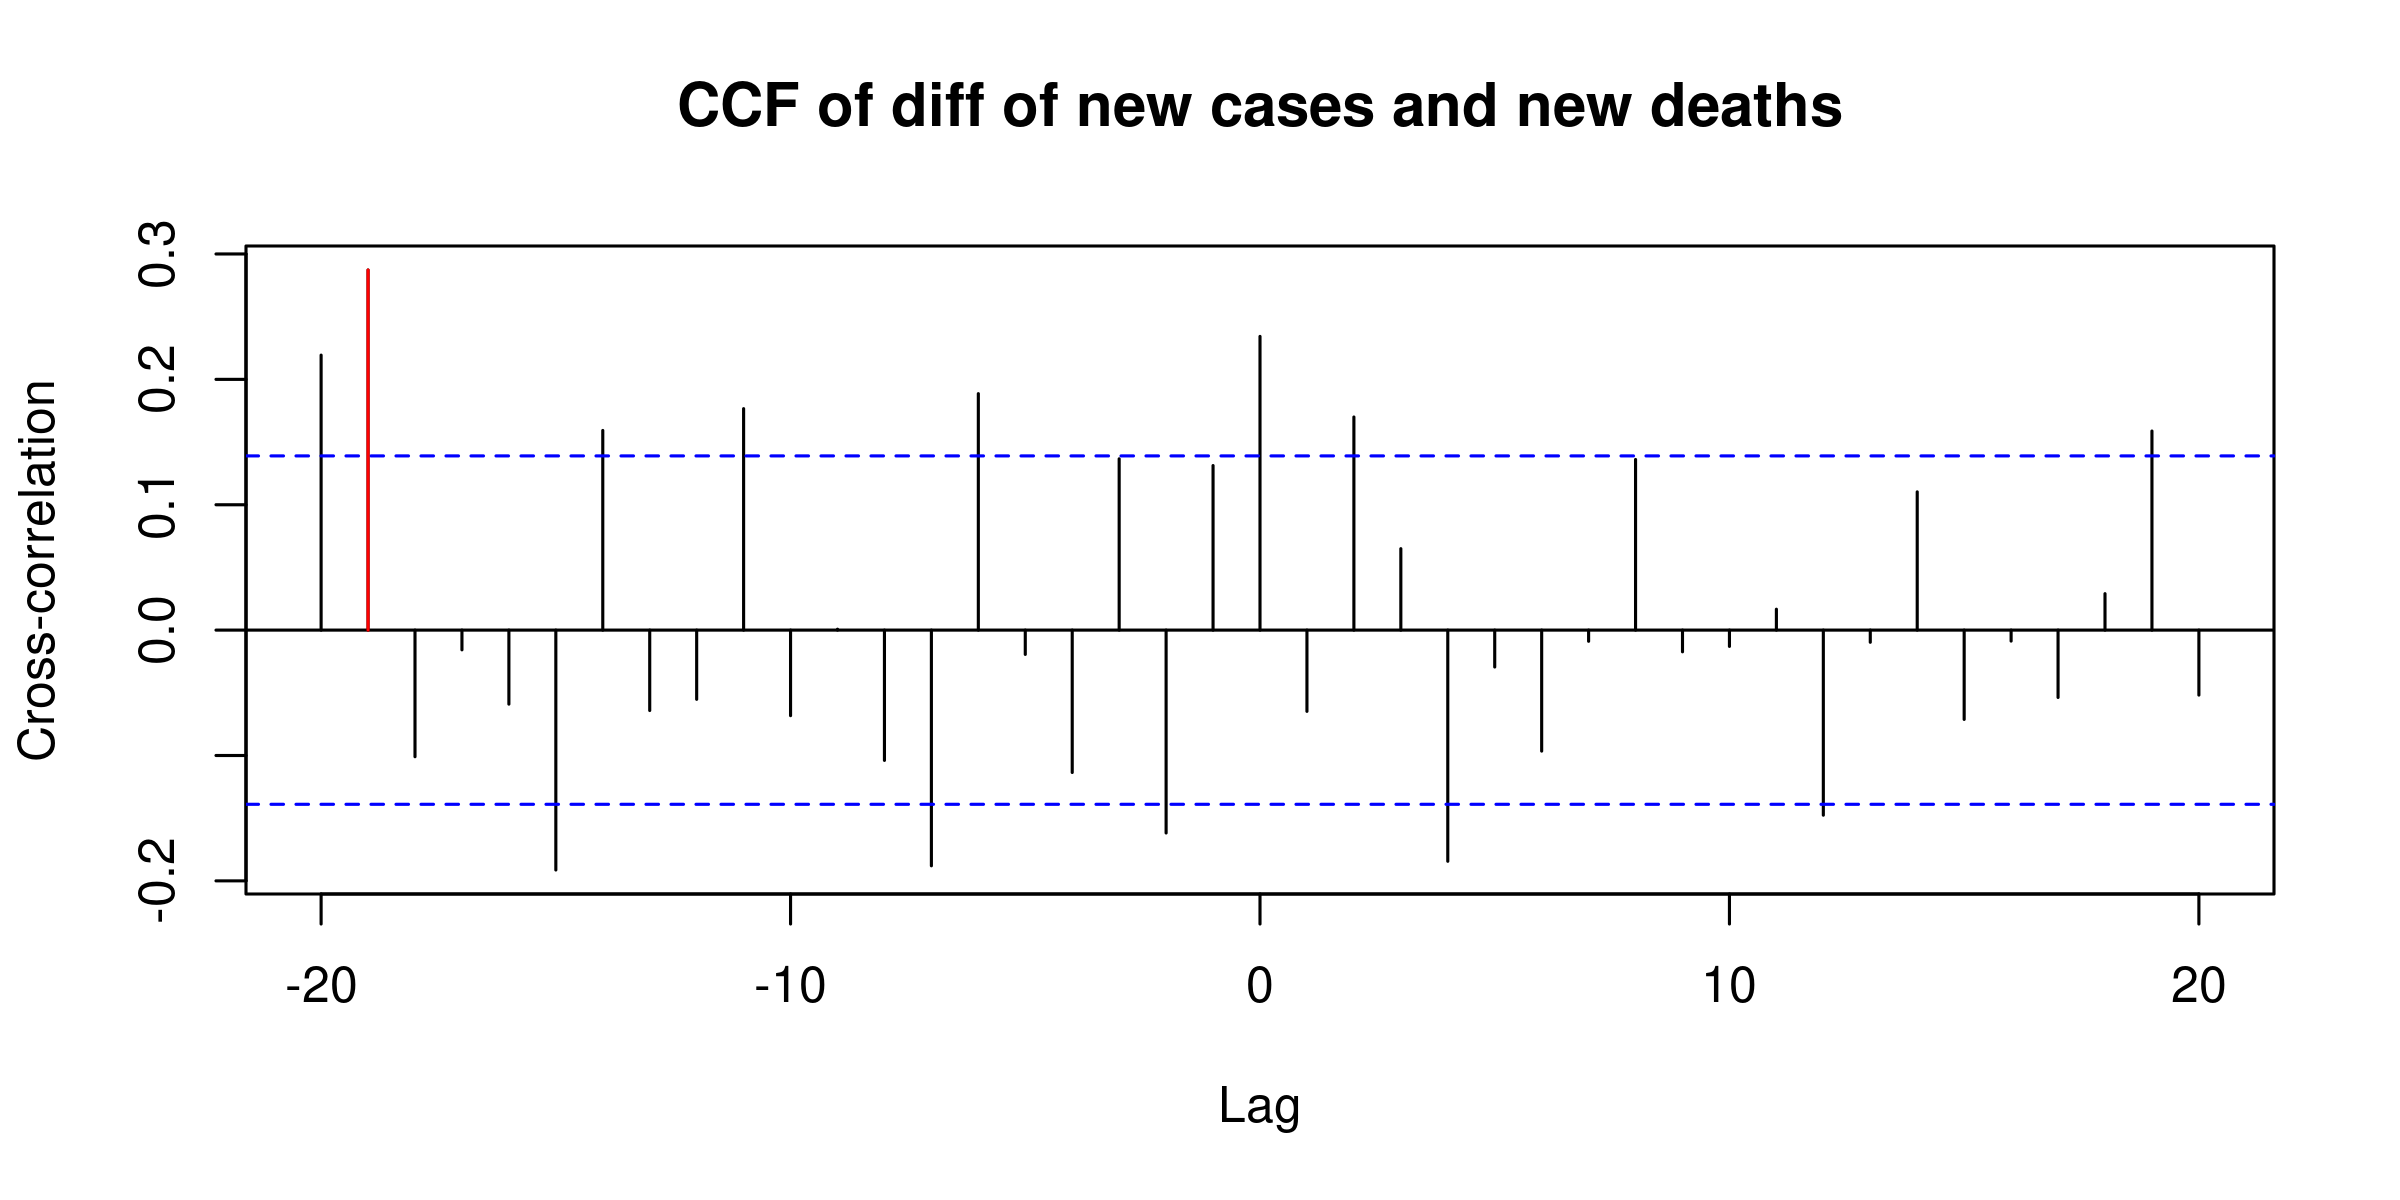 CCF of diff of new cases and new deaths
Cross-correlation
0.3
0.2
0.1
0.0
-0.2
-20 -10 0 10 20
Lag